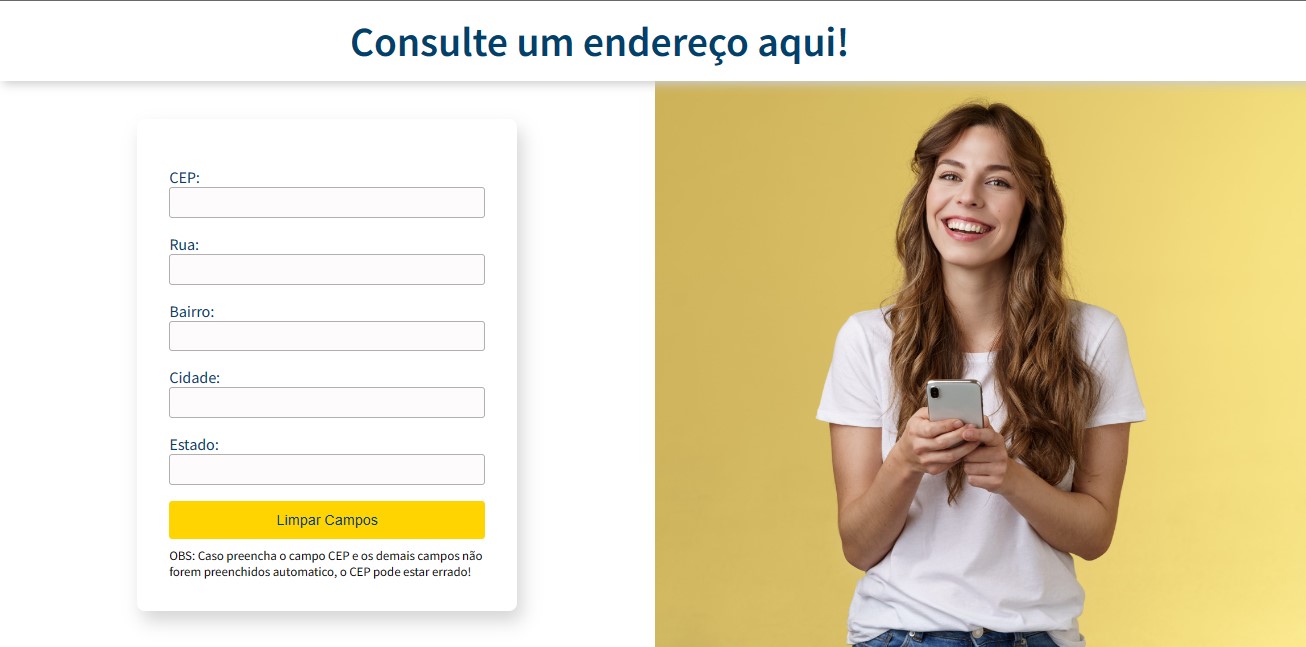 Consulte um endereço aqui!
CEP:
Rua:
Bairro:
Cidade:
Estado:
Limpar Campos
OBS: Caso preencha o campo CEP e os demais campos não
forem preenchidos automatico, o CEP pode estar errado!